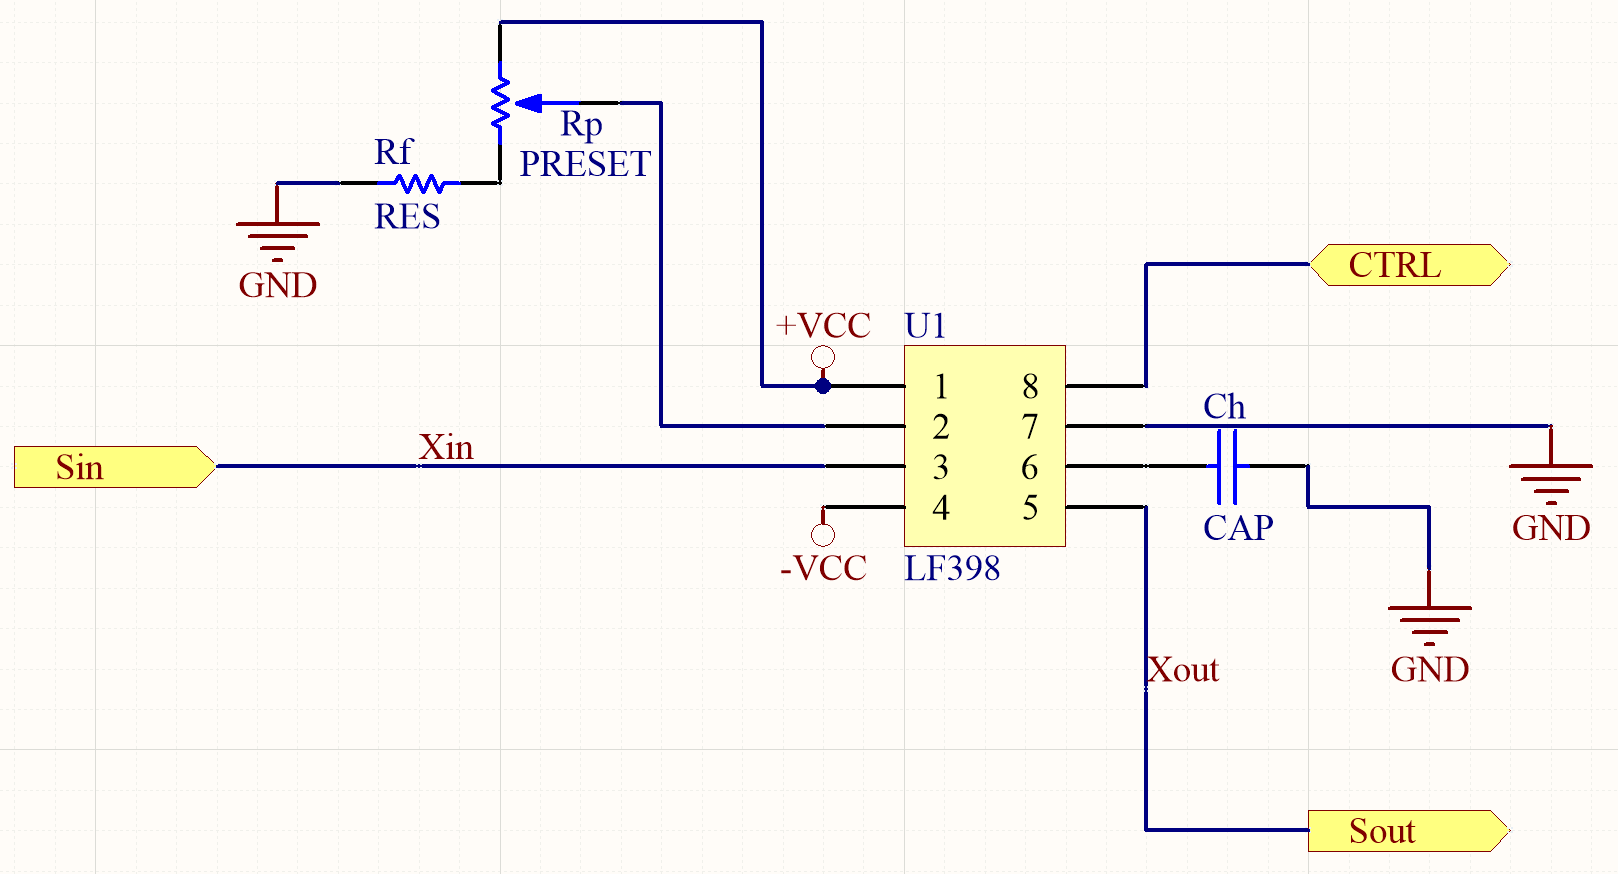 Rp
PRESET
Rf
RES
GND
CTRL
+VCC
U1
1 8
2 7
3 6
4 5
Ch
Xin
Sin
CAP
GND
-VCC
LF398
Xout
GND
Sout